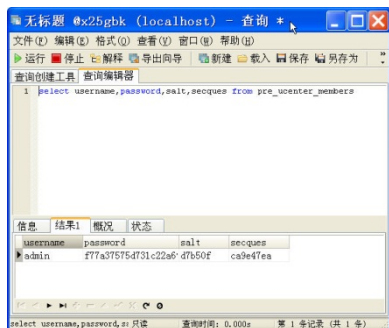 无标题 @x25gbk (localhost) - 查询 *
文件(F) 编辑(E) 格式(O) 查看(V) 窗口(W) 帮助(H)
运行 停止 解释 导出向导 新建 载入 保存 另存为
查询创建工具 查询编辑器
1 select username,password,salt,secques from pre_ucenter_members
信息 结果1 概况 状态
username password salt secques
admin f77a37575d731c22a6 d7b50f ca9e47ea
select username,password,s 只读 查询时间: 0.000s 第 1 条记录 (共 1 条)